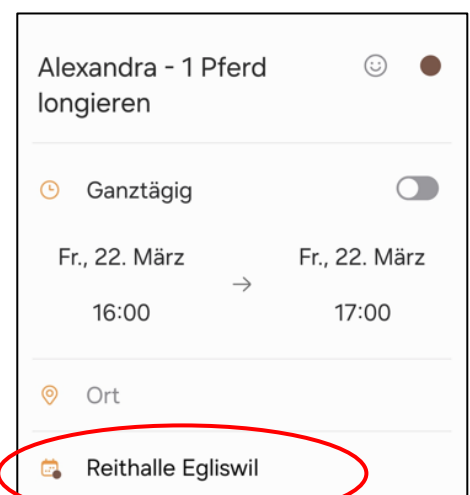 Alexandra - 1 Pferd
longieren
Ganztägig
Fr., 22. März
Fr., 22. März
16:00
17:00
Ort
Reithalle Egliswil